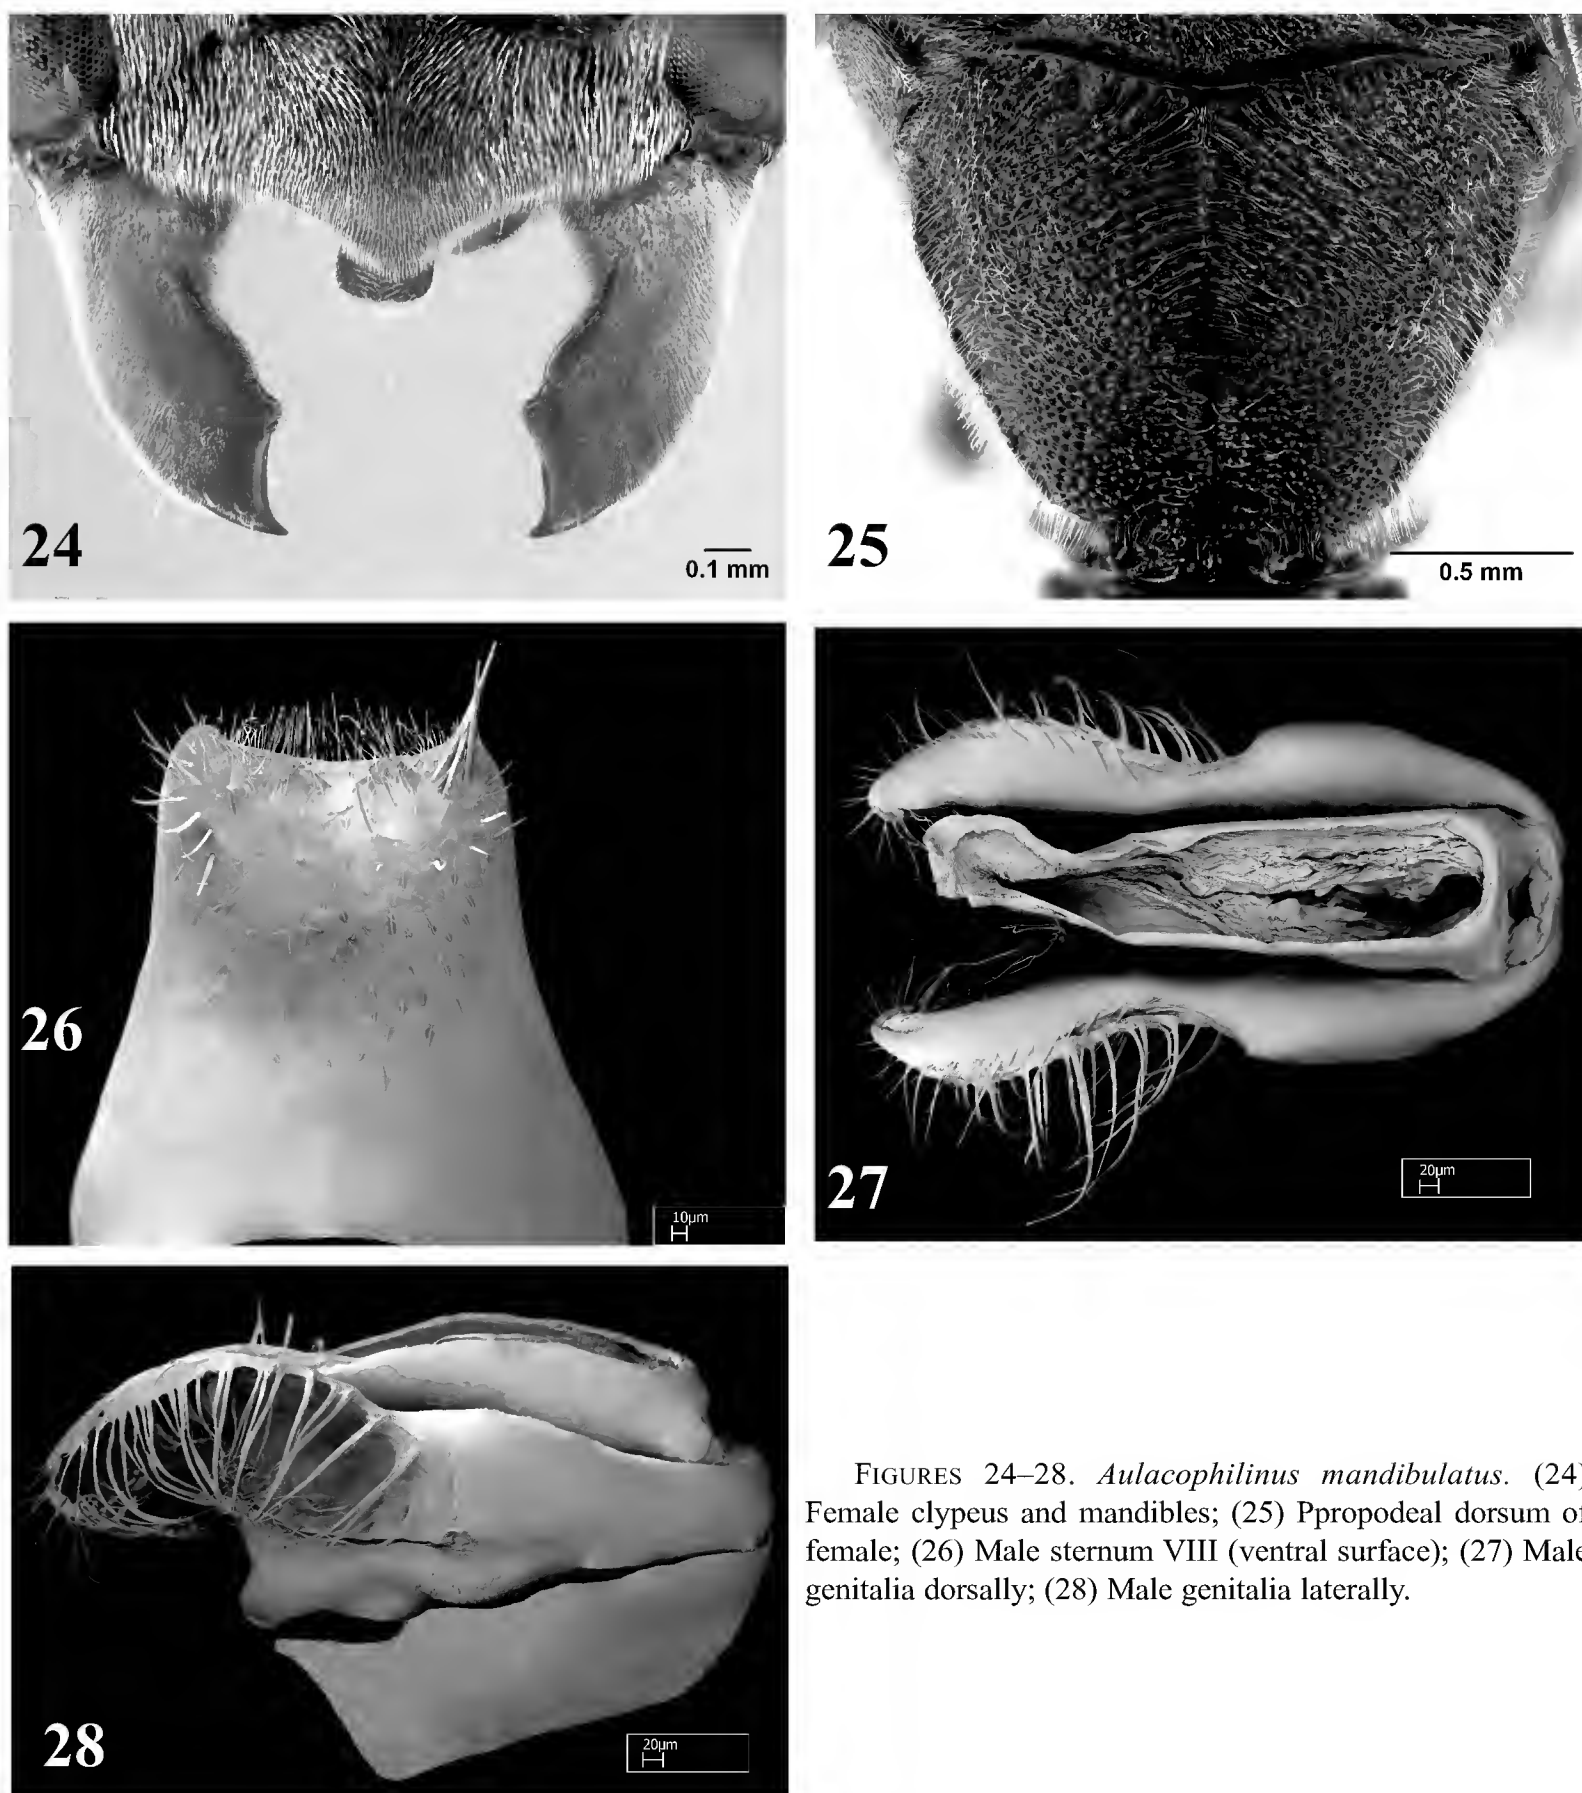 24
0.1 mm
25
0.5 mm
26
10µm
27
20µm
28
20µm
FIGURES 24–28. Aulacophilinus mandibulatus. (24)
Female clypeus and mandibles; (25) Ppropodeal dorsum of
female; (26) Male sternum VIII (ventral surface); (27) Male
genitalia dorsally; (28) Male genitalia laterally.